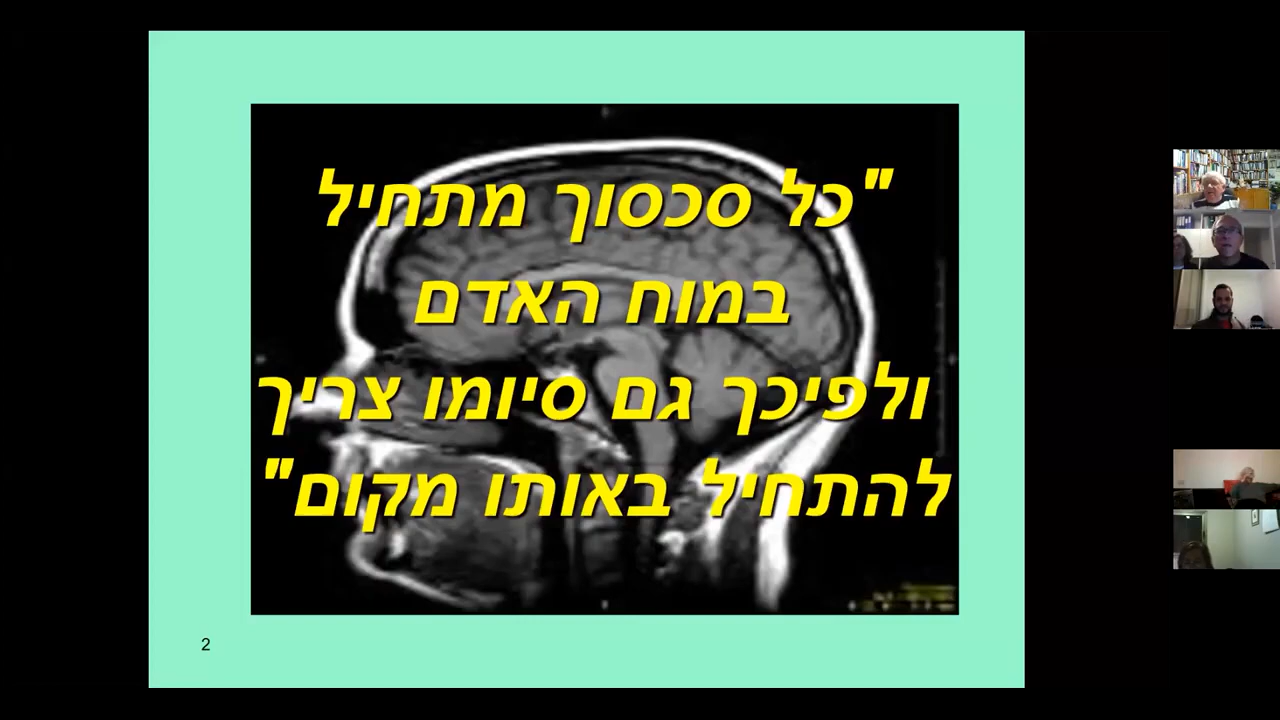 "כל סכסוך מתחיל
במוח האדם
ולפיכך גם סיומו צריך
להתחיל באותו מקום"
2